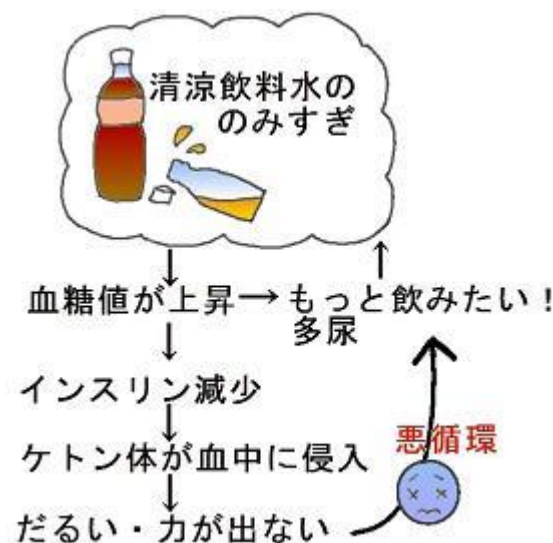 清涼飲料水の
のみすぎ
血糖値が上昇→もっと飲みたい!
多尿
インスリン減少
ケトン体が血中に侵入
悪循環
だるい・力が出ない